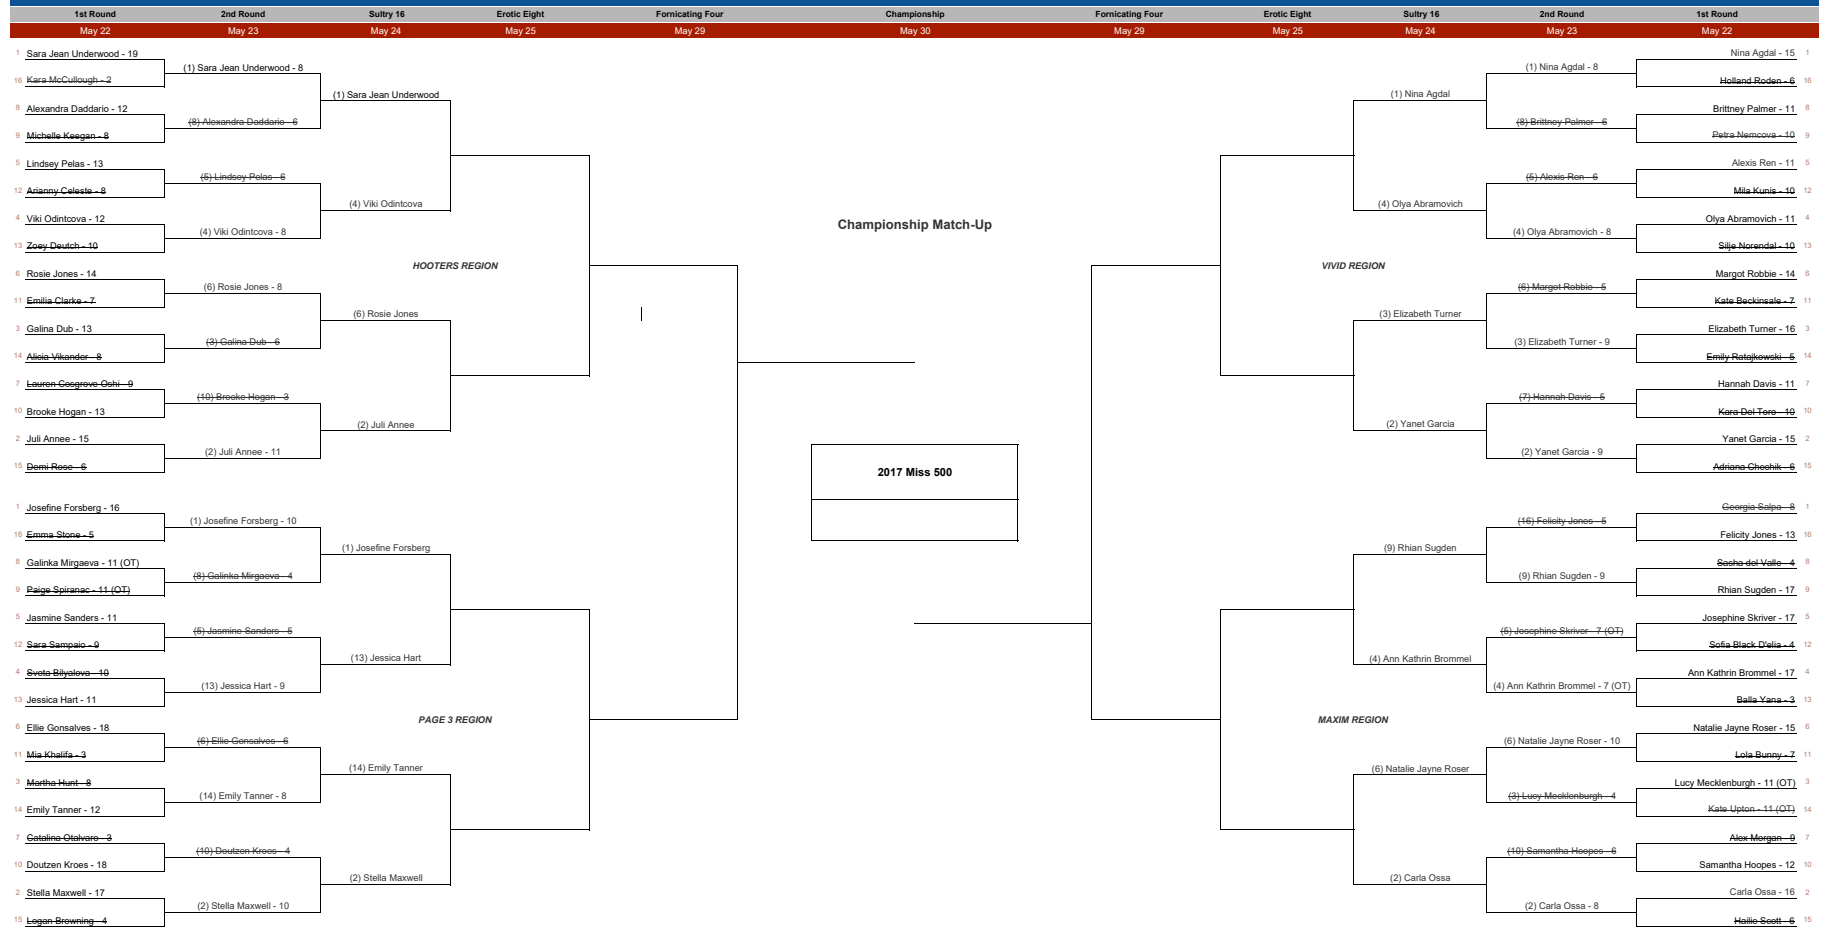 1st Round 2nd Round Sultry 16 Erotic Eight Fornicating Four Championship Fornicating Four Erotic Eight Sultry 16 2nd Round 1st Round
May 22 May 23 May 24 May 25 May 29 May 30 May 29 May 25 May 24 May 23 May 22
1 Sara Jean Underwood - 19
16 Kara McCullough - 2
8 Alexandra Daddario - 12
9 Michelle Keegan - 8
5 Lindsey Pelas - 13
12 Arianny Celeste - 8
4 Viki Odintcova - 12
13 Zoey Deutch - 10
6 Rosie Jones - 14
11 Emilia Clarke - 7
3 Galina Dub - 13
14 Alicia Vikander - 8
7 Lauren Cosgrove Oshi - 9
10 Brooke Hogan - 13
2 Juli Annee - 15
15 Demi Rose - 6
(1) Sara Jean Underwood - 8
(8) Alexandra Daddario - 6
(5) Lindsey Pelas - 6
(4) Viki Odintcova - 8
(6) Rosie Jones - 8
(3) Galina Dub - 6
(10) Brooke Hogan - 3
(2) Juli Annee - 11
(1) Sara Jean Underwood
(4) Viki Odintcova
(6) Rosie Jones
(2) Juli Annee
HOOTERS REGION
1 Josefine Forsberg - 16
16 Emma Stone - 5
8 Galinka Mirgaeva - 11 (OT)
9 Paige Spiranac - 11 (OT)
5 Jasmine Sanders - 11
12 Sara Sampaio - 9
4 Sveta Bilyalova - 10
13 Jessica Hart - 11
6 Ellie Gonsalves - 18
11 Mia Khalifa - 3
3 Martha Hunt - 8
14 Emily Tanner - 12
7 Catalina Otalvaro - 3
10 Doutzen Kroes - 18
2 Stella Maxwell - 17
15 Logan Browning - 4
(1) Josefine Forsberg - 10
(8) Galinka Mirgaeva - 4
(5) Jasmine Sanders - 5
(13) Jessica Hart - 9
(6) Ellie Gonsalves - 6
(14) Emily Tanner - 8
(10) Doutzen Kroes - 4
(2) Stella Maxwell - 10
(1) Josefine Forsberg
(13) Jessica Hart
(14) Emily Tanner
(2) Stella Maxwell
PAGE 3 REGION
Championship Match-Up
2017 Miss 500
(1) Nina Agdal
(4) Olya Abramovich
(3) Elizabeth Turner
(2) Yanet Garcia
VIVID REGION
(1) Nina Agdal - 8
(8) Brittney Palmer - 6
(5) Alexis Ren - 6
(4) Olya Abramovich - 8
(6) Margot Robbie - 5
(3) Elizabeth Turner - 9
(7) Hannah Davis - 5
(2) Yanet Garcia - 9
Nina Agdal - 15 1
Holland Roden - 6 16
Brittney Palmer - 11 8
Petra Nemcova - 10 9
Alexis Ren - 11 5
Mila Kunis - 10 12
Olya Abramovich - 11 4
Silje Norendal - 10 13
Margot Robbie - 14 6
Kate Beckinsale - 7 11
Elizabeth Turner - 16 3
Emily Ratajkowski - 5 14
Hannah Davis - 11 7
Kara Del Toro - 10 10
Yanet Garcia - 15 2
Adriana Chechik - 6 15
(9) Rhian Sugden
(4) Ann Kathrin Brommel
(6) Natalie Jayne Roser
(2) Carla Ossa
MAXIM REGION
(16) Felicity Jones - 5
(9) Rhian Sugden - 9
(5) Josephine Skriver - 7 (OT)
(4) Ann Kathrin Brommel - 7 (OT)
(6) Natalie Jayne Roser - 10
(3) Lucy Mecklenburgh - 4
(10) Samantha Hoopes - 6
(2) Carla Ossa - 8
Georgia Salpa - 8 1
Felicity Jones - 13 16
Sasha del Valle - 4 8
Rhian Sugden - 17 9
Josephine Skriver - 17 5
Sofia Black D'elia - 4 12
Ann Kathrin Brommel - 17 4
Balla Yana - 3 13
Natalie Jayne Roser - 15 6
Lola Bunny - 7 11
Lucy Mecklenburgh - 11 (OT) 3
Kate Upton - 11 (OT) 14
Alex Morgan - 9 7
Samantha Hoopes - 12 10
Carla Ossa - 16 2
Hailie Scott - 6 15